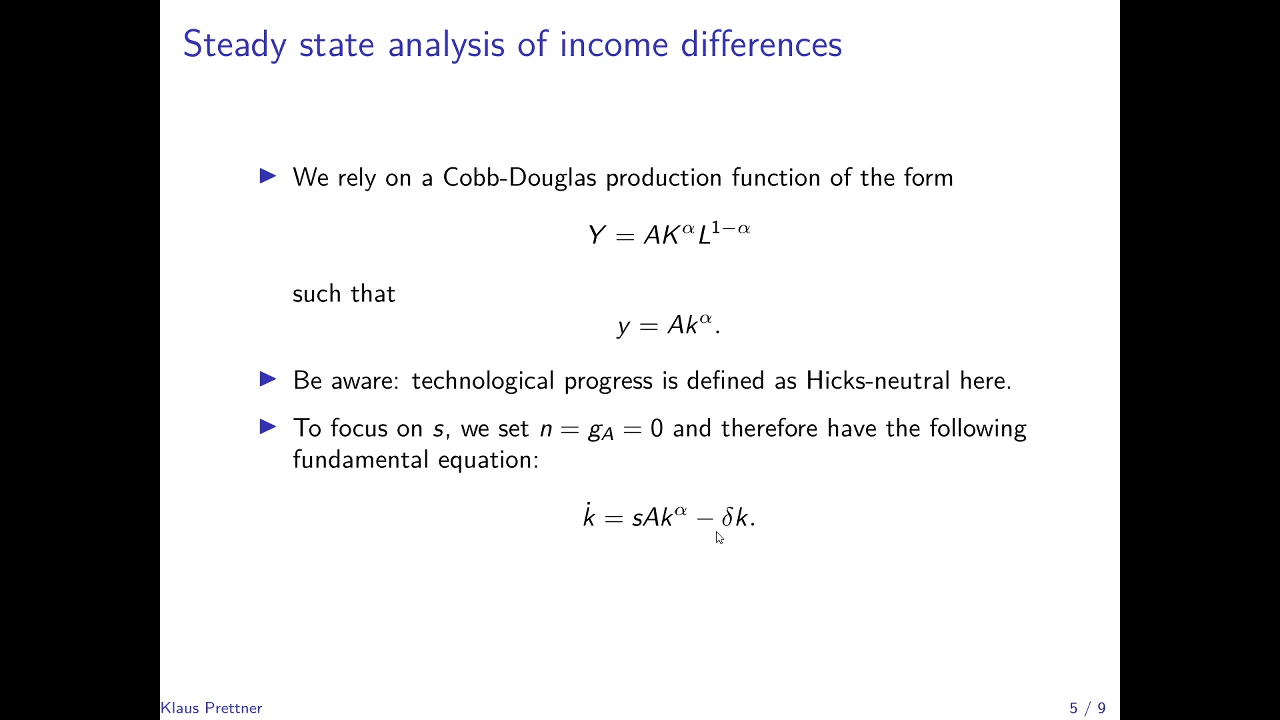 Steady state analysis of income differences
▶ We rely on a Cobb-Douglas production function of the form
Y = AK^α L^{1−α}
such that
y = Ak^α.
▶ Be aware: technological progress is defined as Hicks-neutral here.
▶ To focus on s, we set n = g_A = 0 and therefore have the following
fundamental equation:
k̇ = sAk^α − δk.
Klaus Prettner
5 / 9